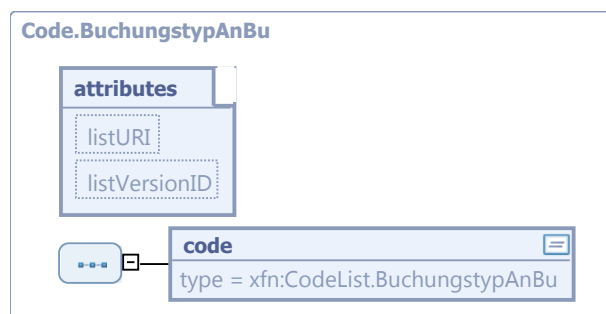 Code.BuchungstypAnBu
attributes
listURI
listVersionID
code
type = xfn:CodeList.BuchungstypAnBu